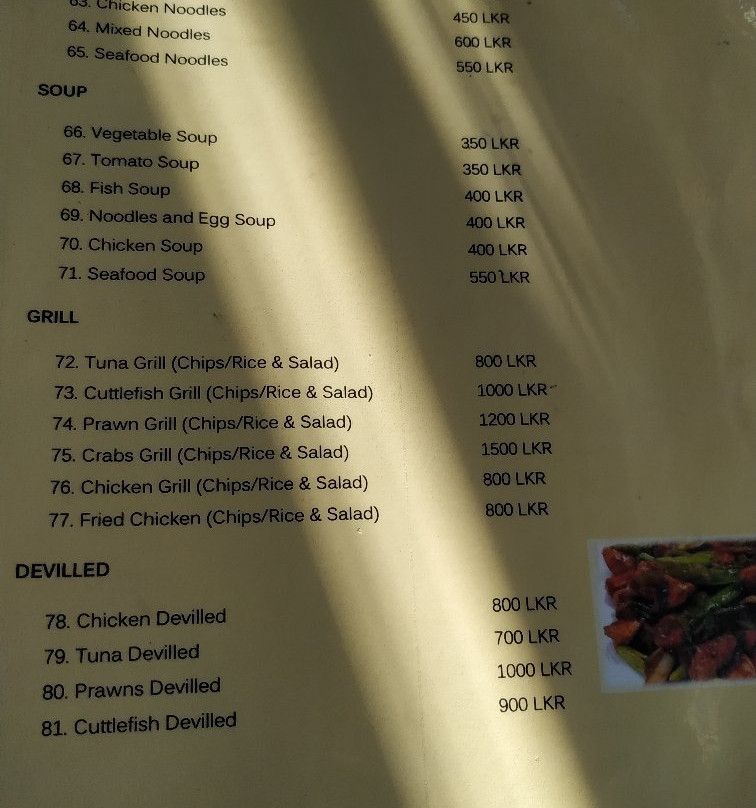 63. Chicken Noodles 450 LKR
64. Mixed Noodles 600 LKR
65. Seafood Noodles 550 LKR
SOUP
66. Vegetable Soup 350 LKR
67. Tomato Soup 350 LKR
68. Fish Soup 400 LKR
69. Noodles and Egg Soup 400 LKR
70. Chicken Soup 400 LKR
71. Seafood Soup 550 LKR
GRILL
72. Tuna Grill (Chips/Rice & Salad) 800 LKR
73. Cuttlefish Grill (Chips/Rice & Salad) 1000 LKR
74. Prawn Grill (Chips/Rice & Salad) 1200 LKR
75. Crabs Grill (Chips/Rice & Salad) 1500 LKR
76. Chicken Grill (Chips/Rice & Salad) 800 LKR
77. Fried Chicken (Chips/Rice & Salad) 800 LKR
DEVILLED
78. Chicken Devilled 800 LKR
79. Tuna Devilled 700 LKR
80. Prawns Devilled 1000 LKR
81. Cuttlefish Devilled 900 LKR